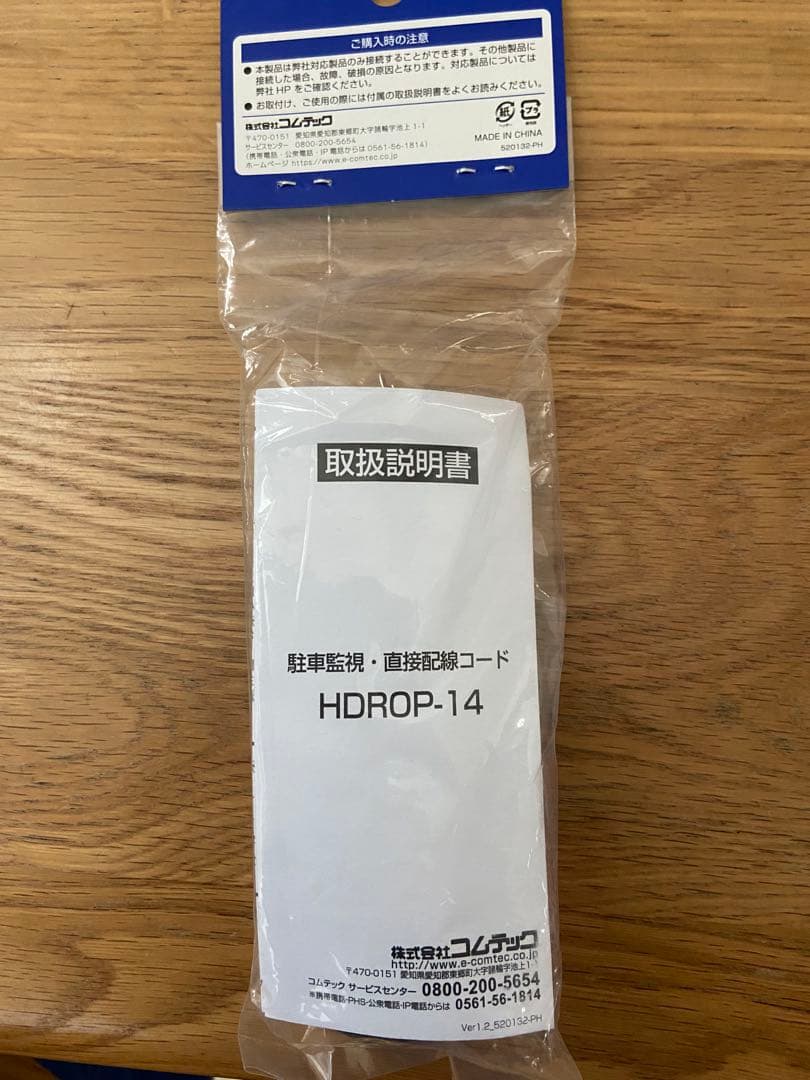 ご購入時の注意
● 本製品は弊社対応製品のみ接続することができます。その他製品に
接続した場合、故障、破損の原因となります。対応製品については
弊社HPをご確認ください。
● お取付け、ご使用の際には付属の取扱説明書をよくお読みください。
株式会社コムテック
〒470-0151 愛知県愛知郡東郷町大字諸輪字池上1-1
サービスセンター 0800-200-5654
(携帯電話・公衆電話・IP電話からは0561-56-1814)
ホームページ https://www.e-comtec.co.jp
紙
プラ
MADE IN CHINA
520132-PH
取扱説明書
駐車監視・直接配線コード
HDROP-14
株式会社コムテック
http://www.e-comtec.co.jp
〒470-0151 愛知県愛知郡東郷町大字諸輪字池上1-1
コムテック サービスセンター 0800-200-5654
※携帯電話・PHS・公衆電話・IP電話からは 0561-56-1814
Ver1.2_520132-PH